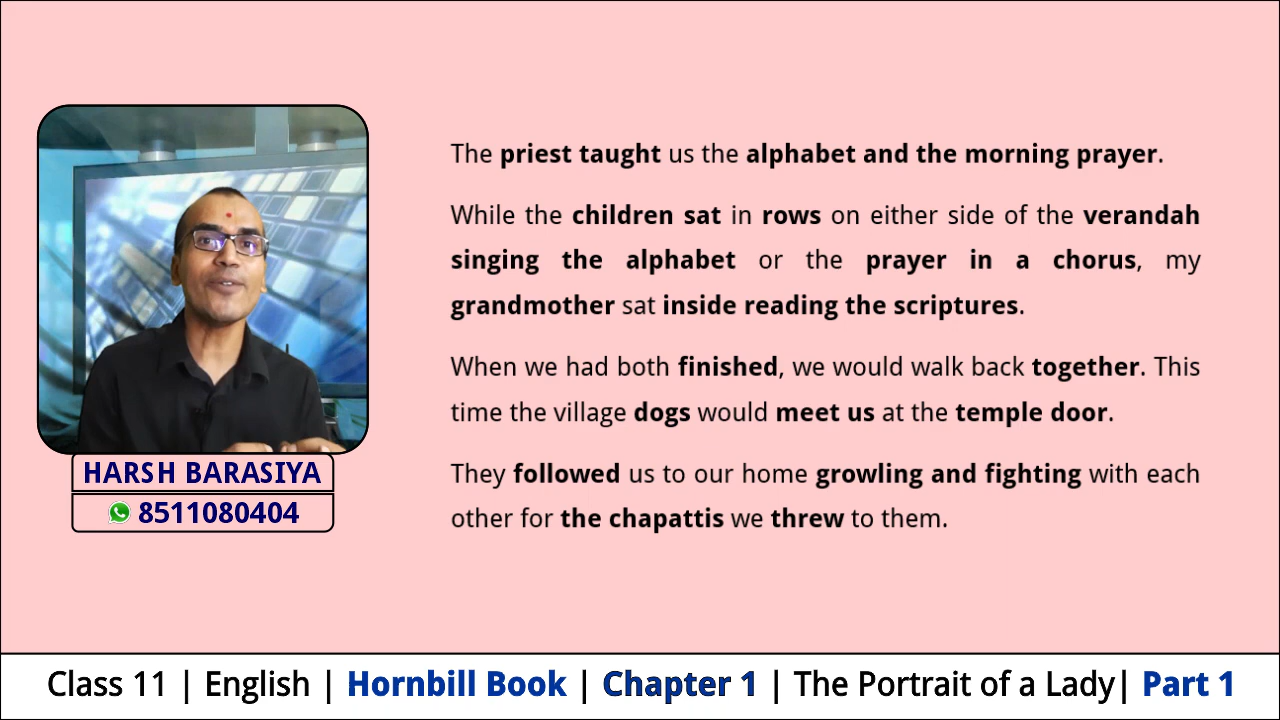 The priest taught us the alphabet and the morning prayer.
While the children sat in rows on either side of the verandah
singing the alphabet or the prayer in a chorus, my
grandmother sat inside reading the scriptures.
When we had both finished, we would walk back together. This
time the village dogs would meet us at the temple door.
They followed us to our home growling and fighting with each
other for the chapattis we threw to them.
HARSH BARASIYA
8511080404
Class 11 | English | Hornbill Book | Chapter 1 | The Portrait of a Lady| Part 1